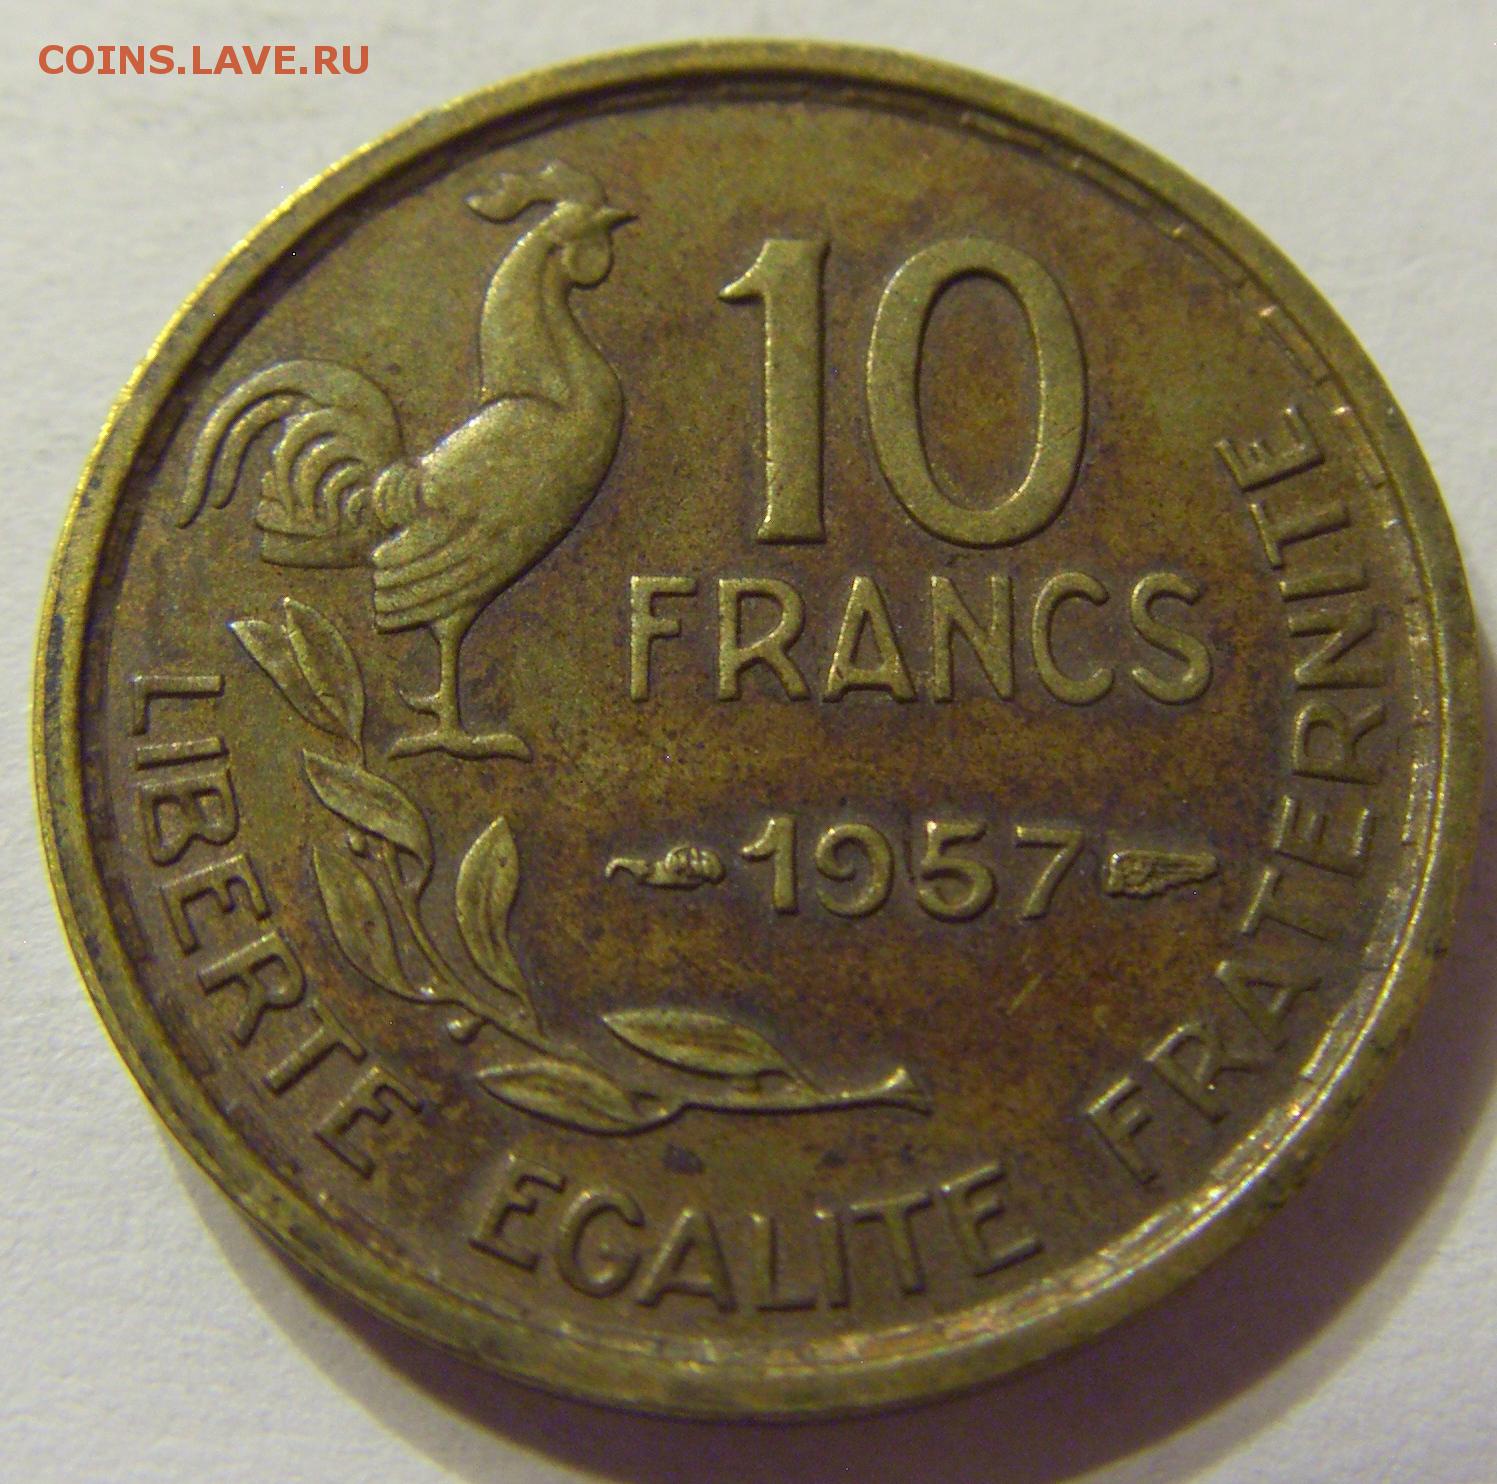 COINS.LAVE.RU
10
FRANCS
1957
LIBERTE EGALITE FRATERNITE